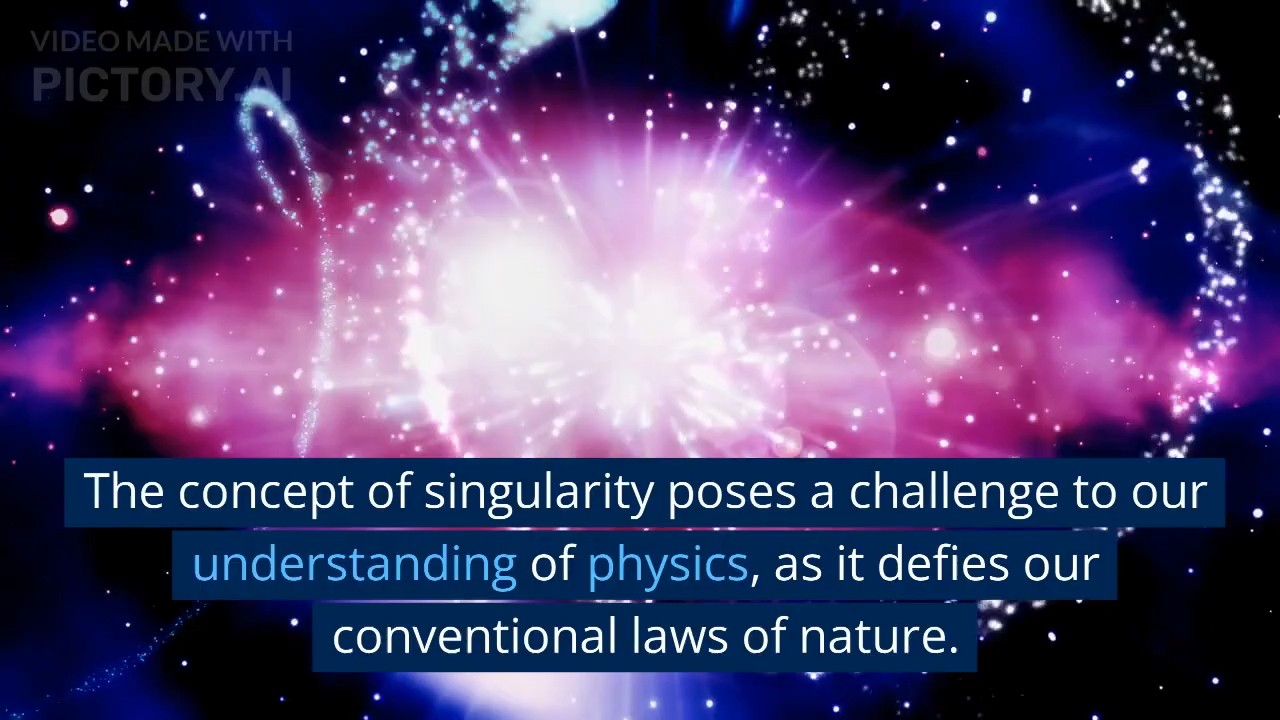 VIDEO MADE WITH
PICTORY.AI
The concept of singularity poses a challenge to our
understanding of physics, as it defies our
conventional laws of nature.